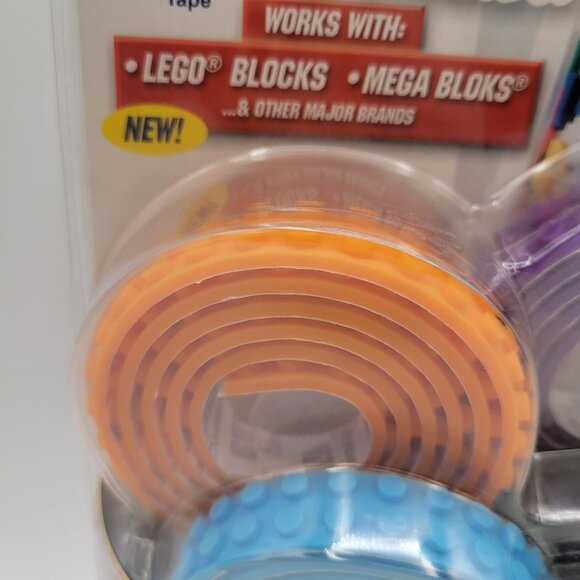 Tape
WORKS WITH:
• LEGO® BLOCKS • MEGA BLOKS®
...& OTHER MAJOR BRANDS
NEW!